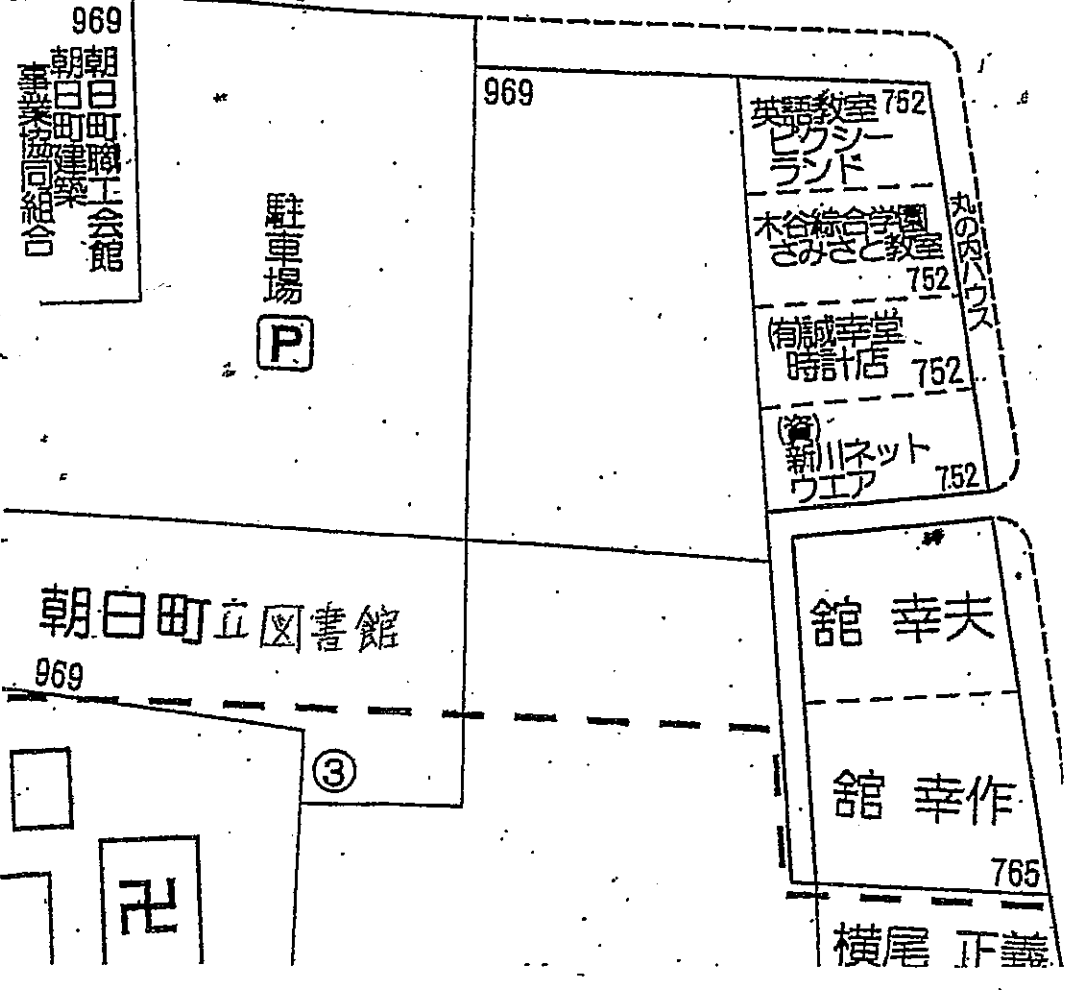 969
朝日町職工会館
朝日町建築
事業協同組合
駐車場
P
969
英語教室 752
ピクシー
ランド
木谷綜合学園
さみさと教室
752
(有)誠幸堂
時計店 752
(資)
新川ネット
ウエア 752
丸の内ハウス
朝日町立図書館
969
③
卍
舘 幸夫
舘 幸作
765
横尾 正義